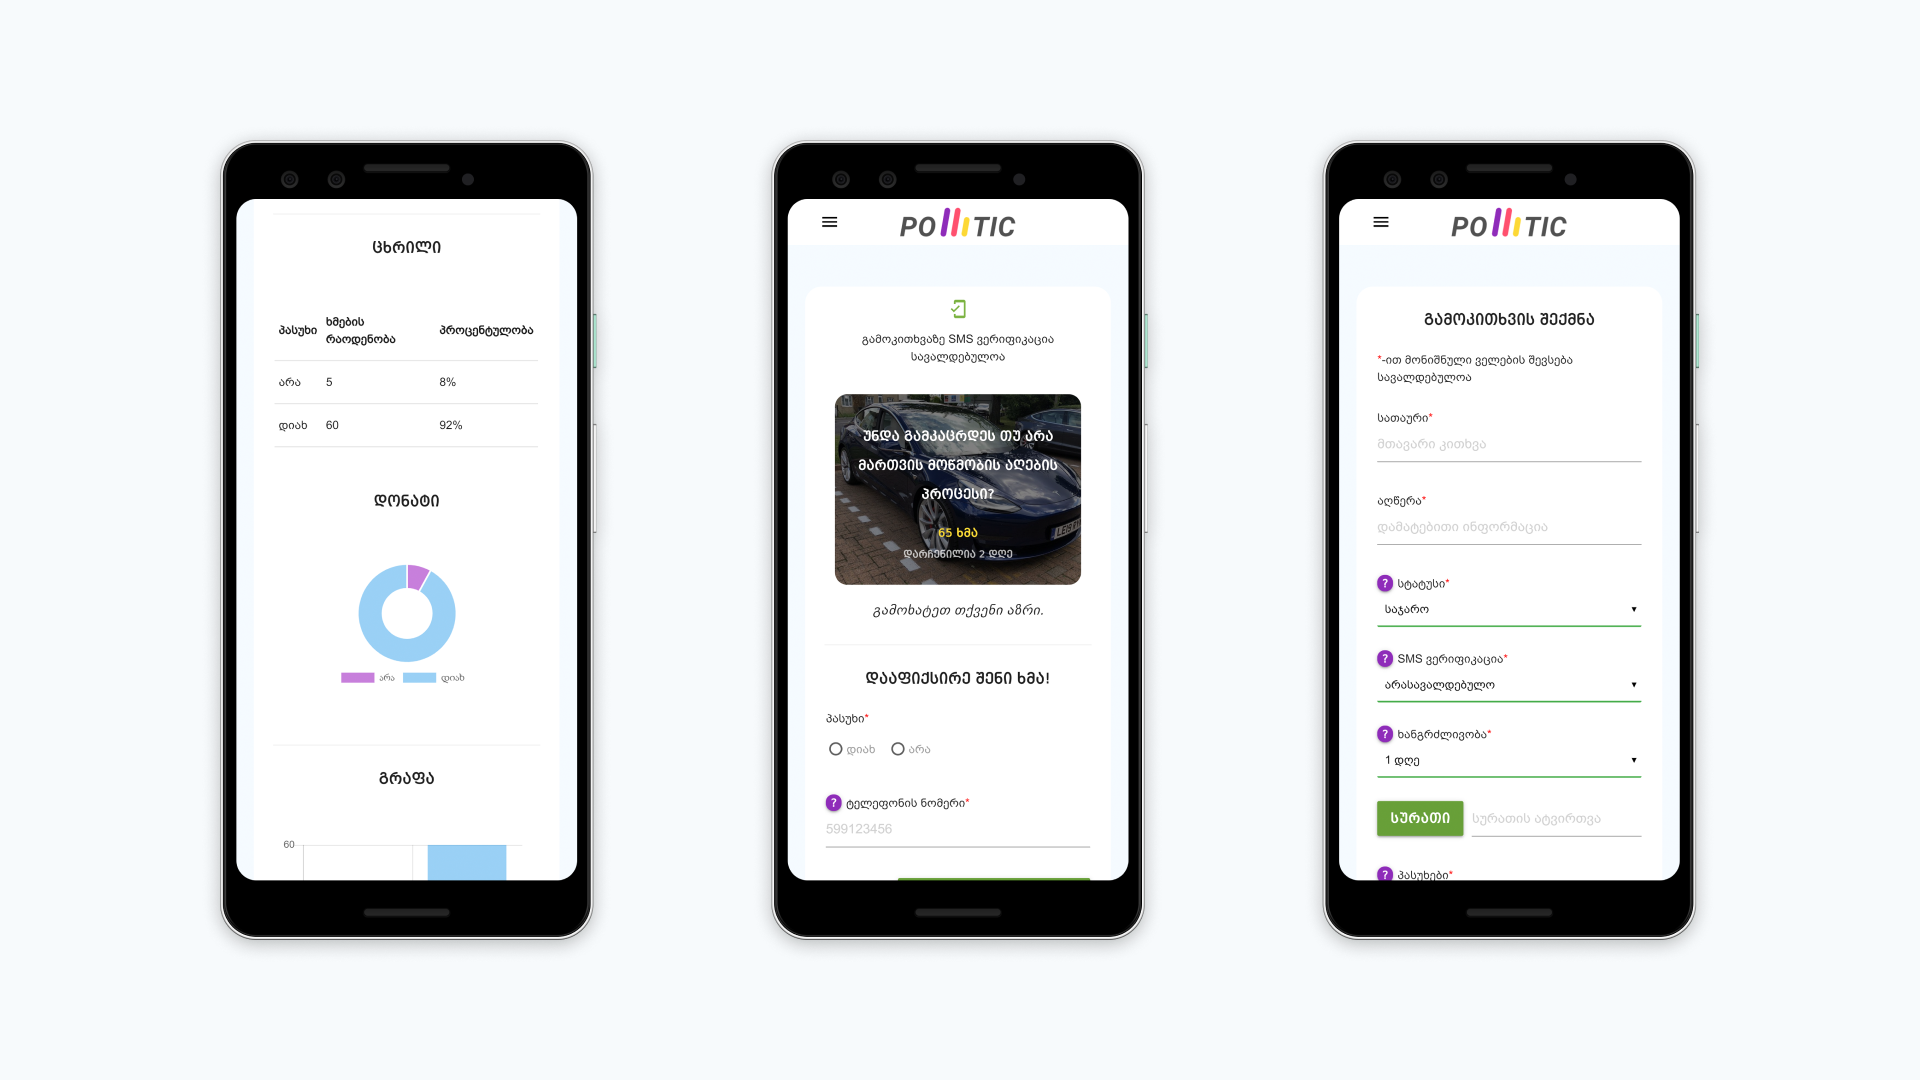 ცხრილი
პასუხი ხმების რაოდენობა პროცენტულობა
არა 5 8%
დიახ 60 92%
დონატი
არა დიახ
გრაფა
60
POLLITIC
გამოკითხვაზე SMS ვერიფიკაცია
სავალდებულოა
უნდა გამკაცრდეს თუ არა
მართვის მოწმობის აღების
პროცესი?
65 ხმა
დარჩენილია 2 დღე
გამოხატეთ თქვენი აზრი.
დააფიქსირე შენი ხმა!
პასუხი*
დიახ არა
? ტელეფონის ნომერი*
599123456
POLLITIC
გამოკითხვის შექმნა
*-ით მონიშნული ველების შევსება
სავალდებულოა
სათაური*
მთავარი კითხვა
აღწერა*
დამატებითი ინფორმაცია
? სტატუსი*
საჯარო
? SMS ვერიფიკაცია*
არასავალდებულო
? ხანგრძლივობა*
1 დღე
სურათი სურათის ატვირთვა
? პასუხები*